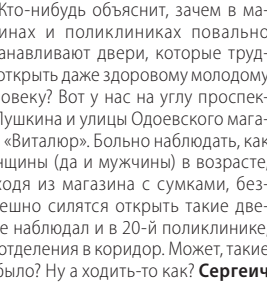 Кто-нибудь объяснит, зачем в ма-
инах и поликлиниках повально
анавливают двери, которые труд-
открыть даже здоровому молодому
овеку? Вот у нас на углу проспек-
Пушкина и улицы Одоевского мага-
«Виталюр». Больно наблюдать, как
нщины (да и мужчины) в возрасте,
ходя из магазина с сумками, без-
ешно силятся открыть такие две-
е наблюдал и в 20-й поликлинике,
отделения в коридор. Может, такие
было? Ну а ходить-то как? Сергеич